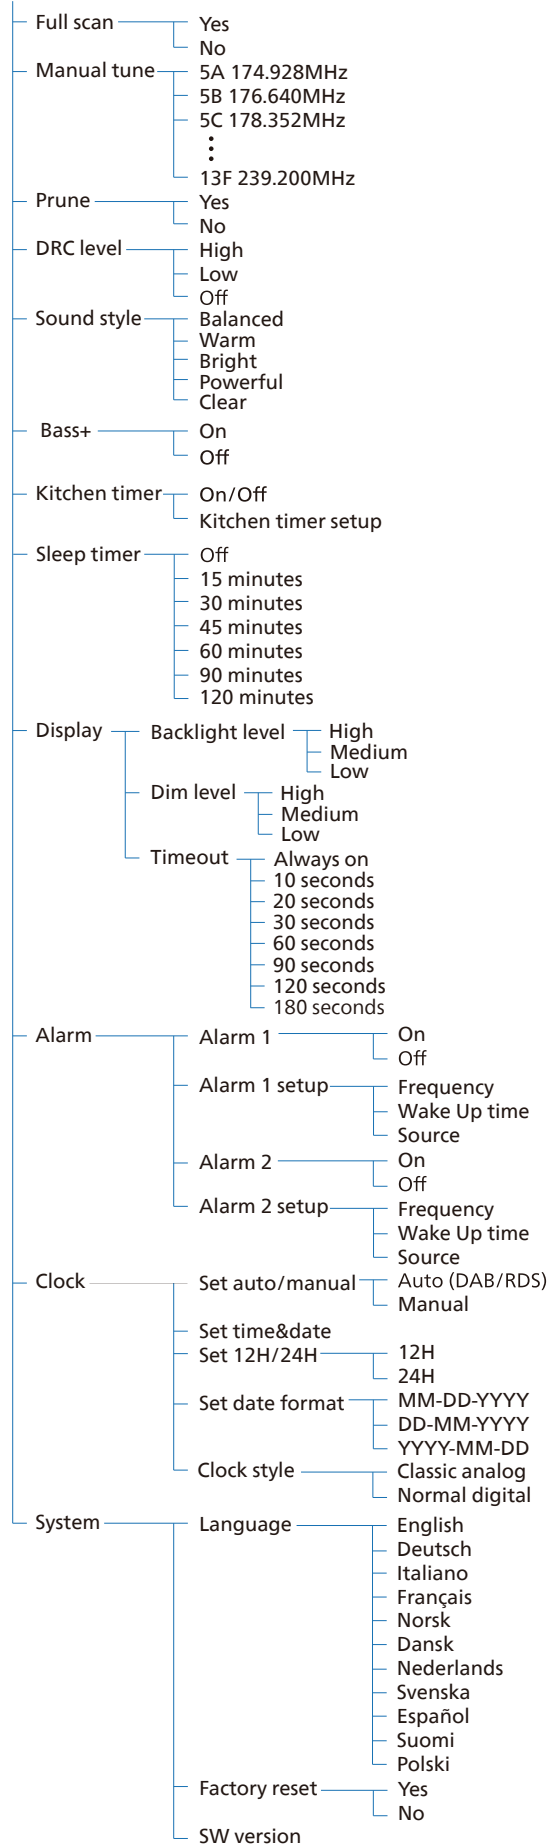 Full scan Yes
No
Manual tune 5A 174.928MHz
5B 176.640MHz
5C 178.352MHz
⋮
13F 239.200MHz
Prune Yes
No
DRC level High
Low
Off
Sound style Balanced
Warm
Bright
Powerful
Clear
Bass+ On
Off
Kitchen timer On/Off
Kitchen timer setup
Sleep timer Off
15 minutes
30 minutes
45 minutes
60 minutes
90 minutes
120 minutes
Display Backlight level High
Medium
Low
Dim level High
Medium
Low
Timeout Always on
10 seconds
20 seconds
30 seconds
60 seconds
90 seconds
120 seconds
180 seconds
Alarm Alarm 1 On
Off
Alarm 1 setup Frequency
Wake Up time
Source
Alarm 2 On
Off
Alarm 2 setup Frequency
Wake Up time
Source
Clock Set auto/manual Auto (DAB/RDS)
Manual
Set time&date
Set 12H/24H 12H
24H
Set date format MM-DD-YYYY
DD-MM-YYYY
YYYY-MM-DD
Clock style Classic analog
Normal digital
System Language English
Deutsch
Italiano
Français
Norsk
Dansk
Nederlands
Svenska
Español
Suomi
Polski
Factory reset Yes
No
SW version